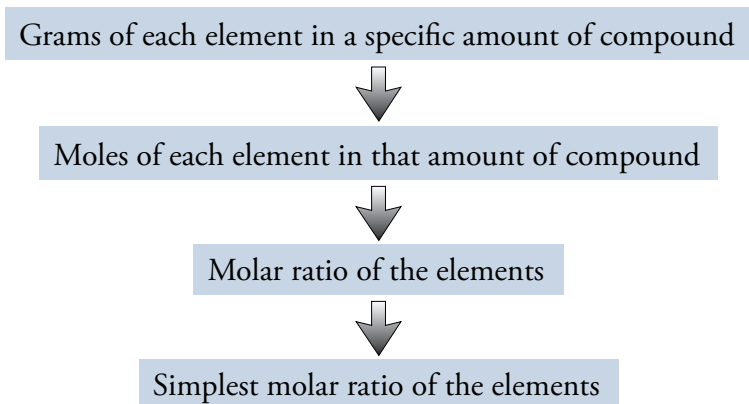 Grams of each element in a specific amount of compound
Moles of each element in that amount of compound
Molar ratio of the elements
Simplest molar ratio of the elements